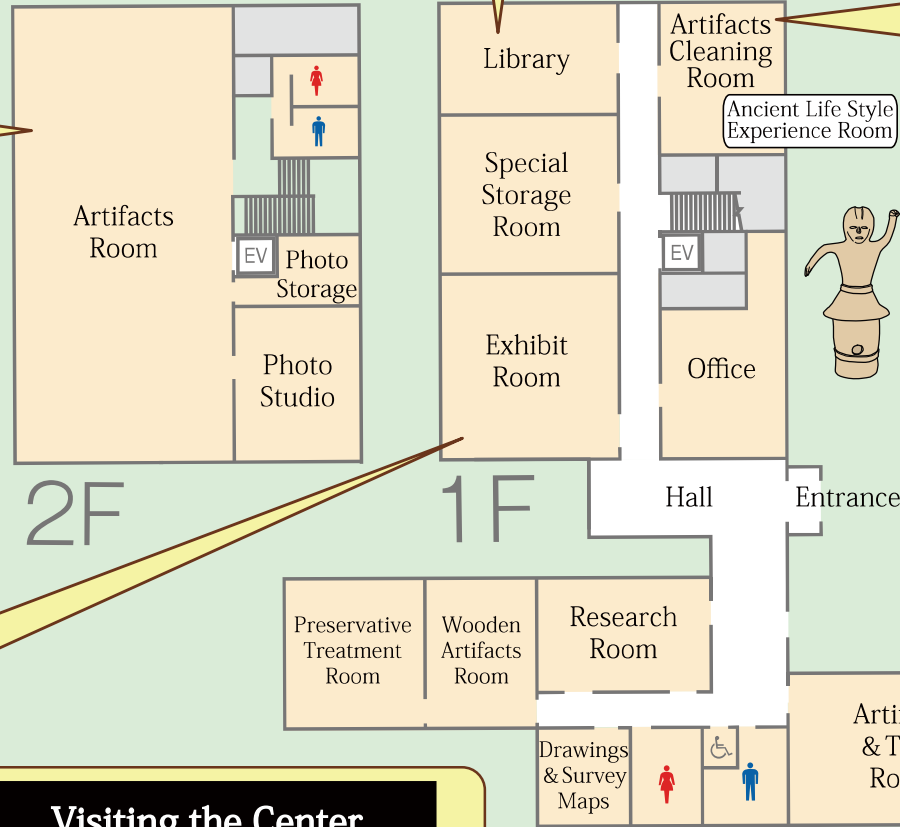 Artifacts
Room
EV
Photo
Storage
Photo
Studio
2F
Library
Special
Storage
Room
Exhibit
Room
Artifacts
Cleaning
Room
Ancient Life Style
Experience Room
EV
Office
1F
Hall
Entrance
Preservative
Treatment
Room
Wooden
Artifacts
Room
Research
Room
Drawings
& Survey
Maps
Arti
& T
Ro
Visiting the Center